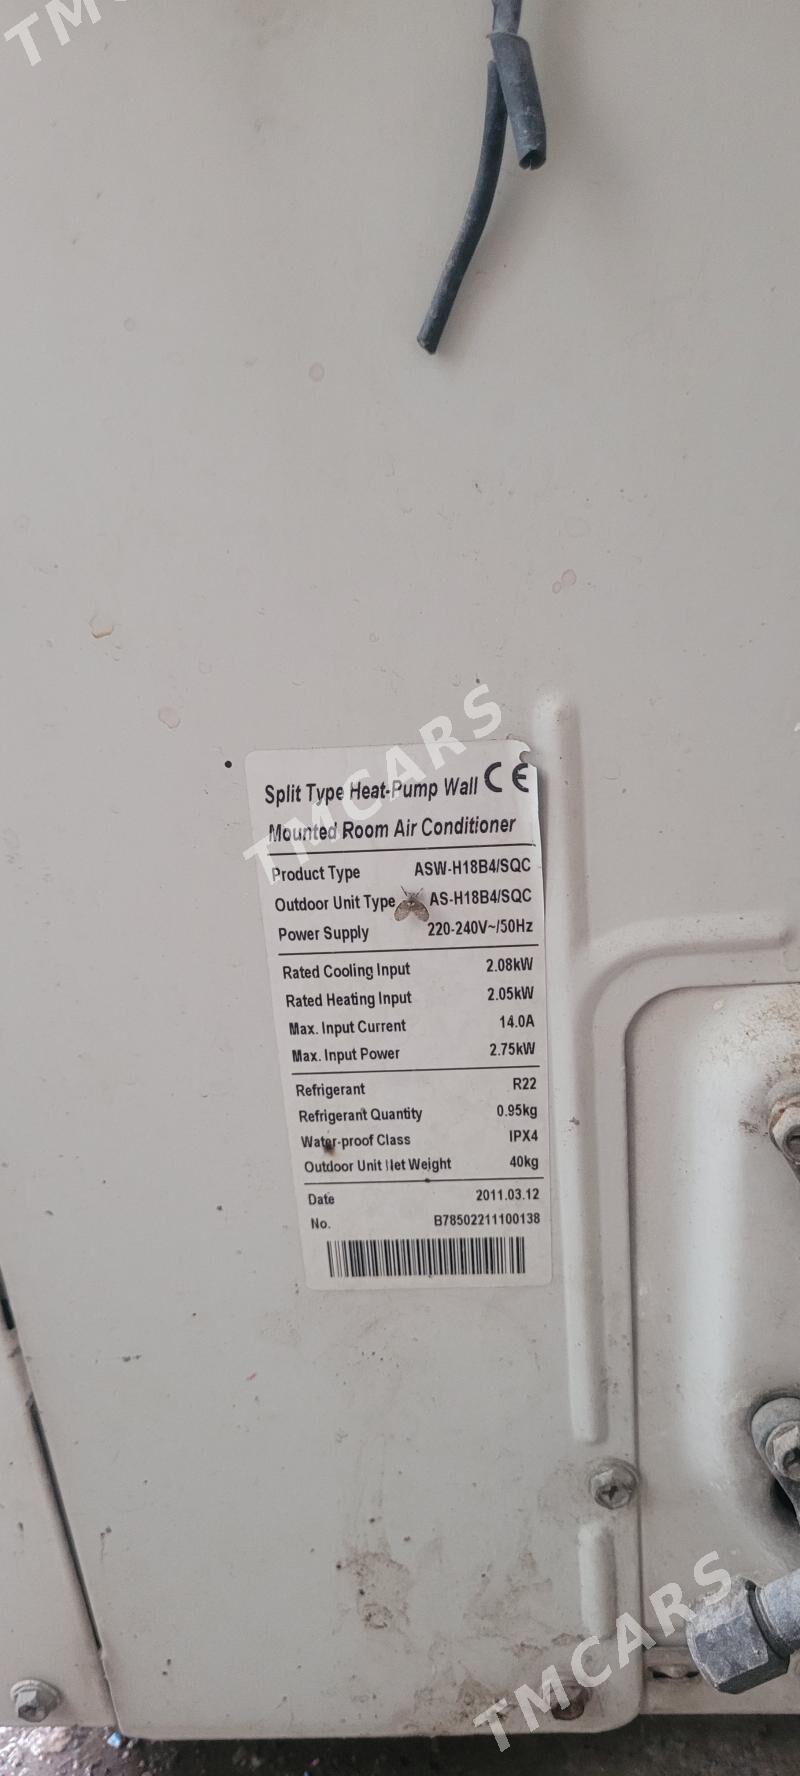 TMC
Split Type Heat-Pump Wall CE
Mounted Room Air Conditioner
Product Type ASW-H18B4/SQC
Outdoor Unit Type AS-H18B4/SQC
Power Supply 220-240V~/50Hz
Rated Cooling Input 2.08kW
Rated Heating Input 2.05kW
Max. Input Current 14.0A
Max. Input Power 2.75kW
Refrigerant R22
Refrigerant Quantity 0.95kg
Water-proof Class IPX4
Outdoor Unit Net Weight 40kg
Date 2011.03.12
No. B78502211100138
TMCARS
TMCARS